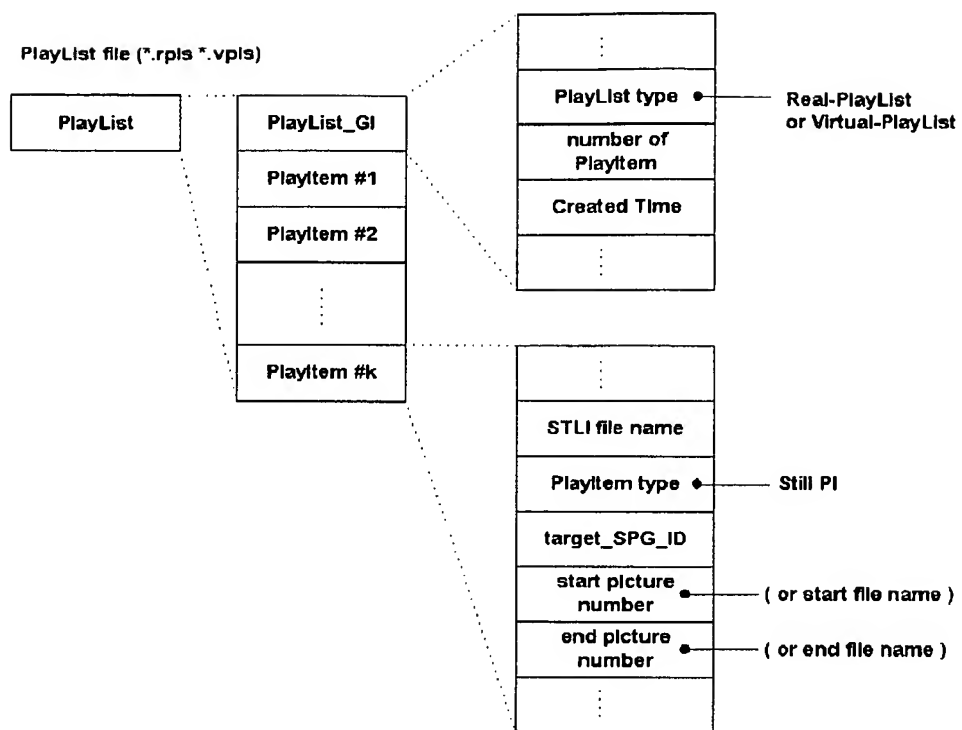 PlayList file (*.rpls *.vpls)
PlayList
PlayList_GI
PlayItem #1
PlayItem #2
PlayItem #k
PlayList type
Real-PlayList
or Virtual-PlayList
number of
PlayItem
Created Time
STLI file name
PlayItem type
Still PI
target_SPG_ID
start picture
number
( or start file name )
end picture
number
( or end file name )